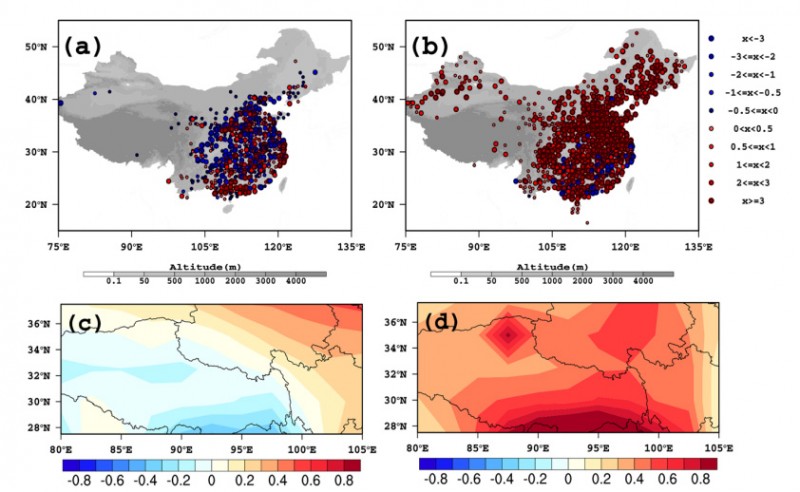 (a)
50°N
40°N
30°N
20°N
75°E 90°E 105°E 120°E 135°E
Altitude(m)
0.1 50 500 1000 2000 3000 4000
(b)
50°N
40°N
30°N
20°N
75°E 90°E 105°E 120°E 135°E
Altitude(m)
0.1 50 500 1000 2000 3000 4000
x<-3
-3<=x<-2
-2<=x<-1
-1<=x<-0.5
-0.5<=x<0
0<x<0.5
0.5<=x<1
1<=x<2
2<=x<3
x>=3
(c)
36°N
34°N
32°N
30°N
28°N
80°E 85°E 90°E 95°E 100°E 105°E
-0.8 -0.6 -0.4 -0.2 0 0.2 0.4 0.6 0.8
(d)
36°N
34°N
32°N
30°N
28°N
80°E 85°E 90°E 95°E 100°E 105°E
-0.8 -0.6 -0.4 -0.2 0 0.2 0.4 0.6 0.8